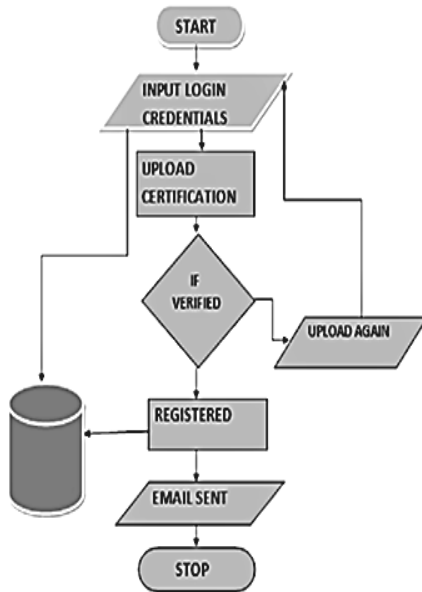 START
INPUT LOGIN
CREDENTIALS
UPLOAD
CERTIFICATION
IF
VERIFIED
UPLOAD AGAIN
REGISTERED
EMAIL SENT
STOP